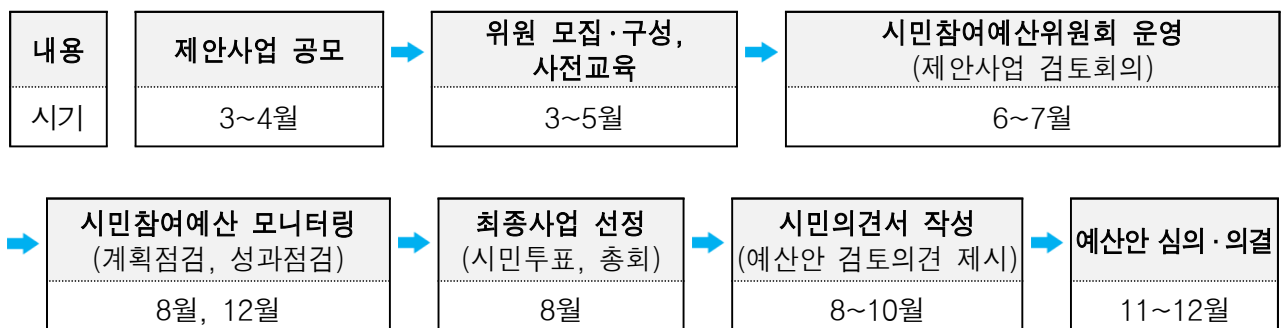 내용
시기
제안사업 공모
3~4월
위원 모집·구성,
사전교육
3~5월
시민참여예산위원회 운영
(제안사업 검토회의)
6~7월
시민참여예산 모니터링
(계획점검, 성과점검)
8월, 12월
최종사업 선정
(시민투표, 총회)
8월
시민의견서 작성
(예산안 검토의견 제시)
8~10월
예산안 심의·의결
11~12월